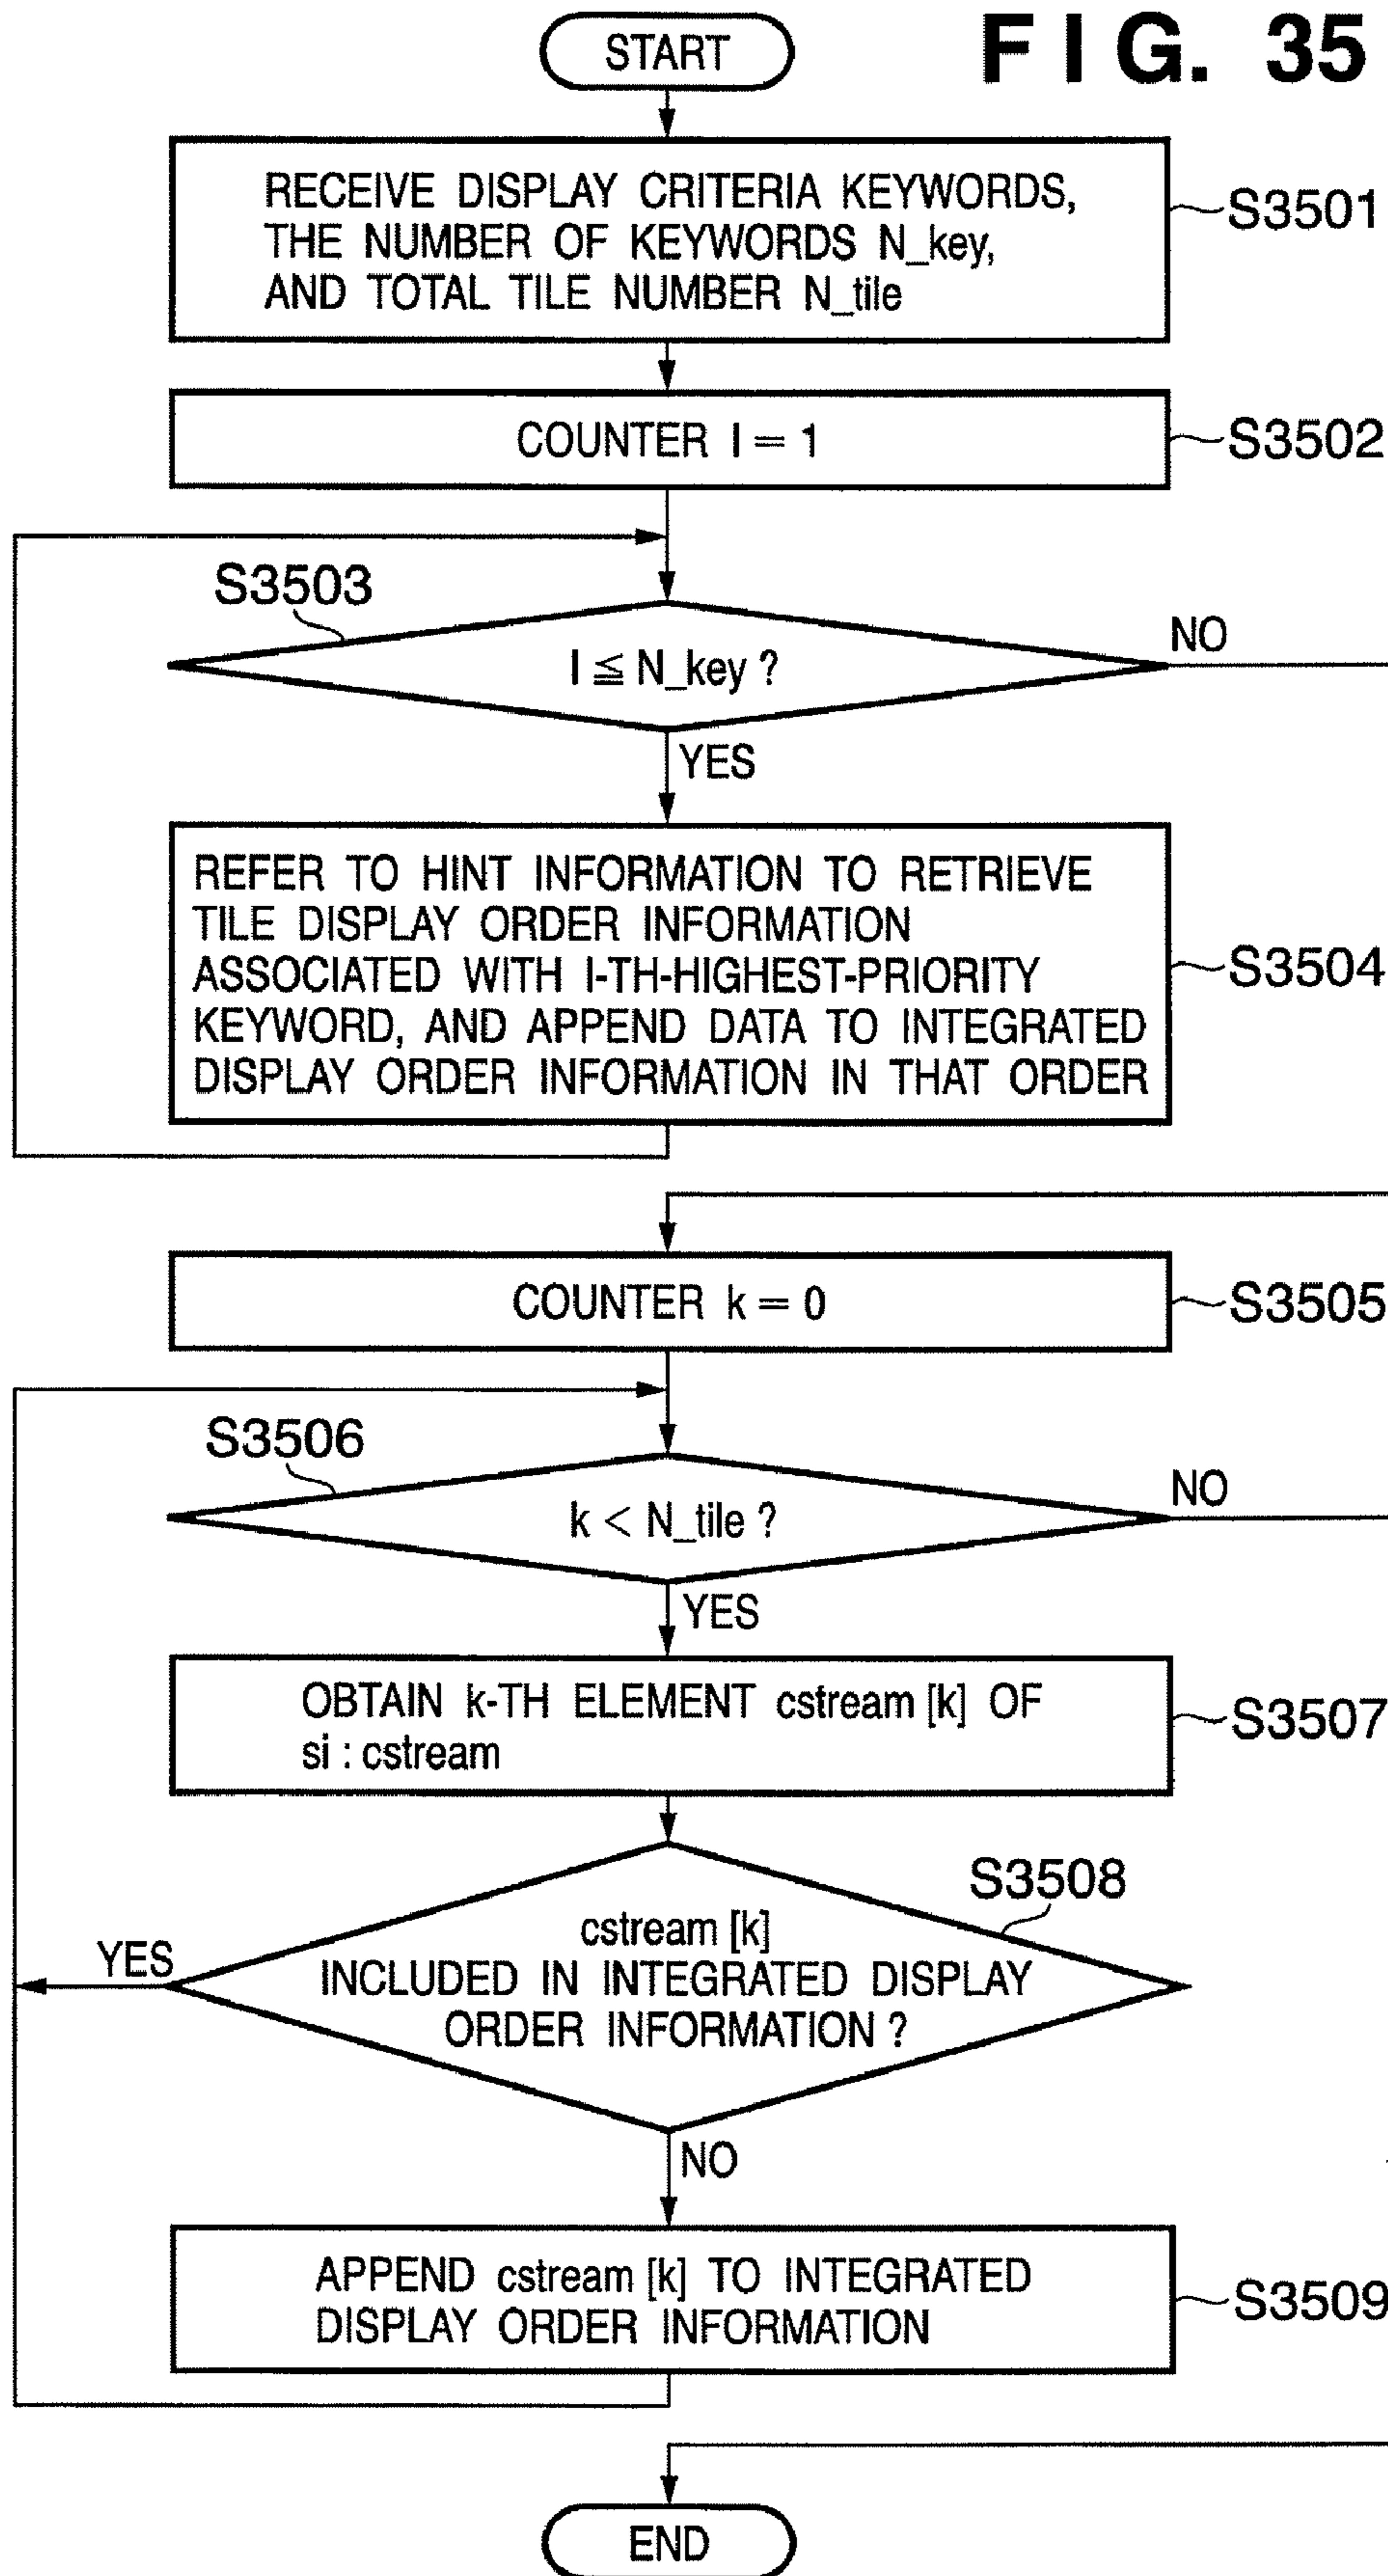 START
F I G. 35
RECEIVE DISPLAY CRITERIA KEYWORDS,
THE NUMBER OF KEYWORDS N_key,
AND TOTAL TILE NUMBER N_tile
S3501
COUNTER I = 1
S3502
S3503
I ≦ N_key ?
NO
YES
REFER TO HINT INFORMATION TO RETRIEVE
TILE DISPLAY ORDER INFORMATION
ASSOCIATED WITH I-TH-HIGHEST-PRIORITY
KEYWORD, AND APPEND DATA TO INTEGRATED
DISPLAY ORDER INFORMATION IN THAT ORDER
S3504
COUNTER k = 0
S3505
S3506
k < N_tile ?
NO
YES
OBTAIN k-TH ELEMENT cstream [k] OF
si : cstream
S3507
S3508
cstream [k]
INCLUDED IN INTEGRATED DISPLAY
ORDER INFORMATION ?
YES
NO
APPEND cstream [k] TO INTEGRATED
DISPLAY ORDER INFORMATION
S3509
END